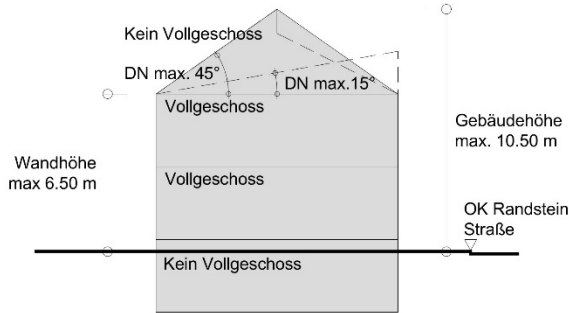 Kein Vollgeschoss
DN max. 45°
DN max.15°
Vollgeschoss
Gebäudehöhe
max. 10.50 m
Wandhöhe
max 6.50 m
Vollgeschoss
OK Randstein
Straße
Kein Vollgeschoss